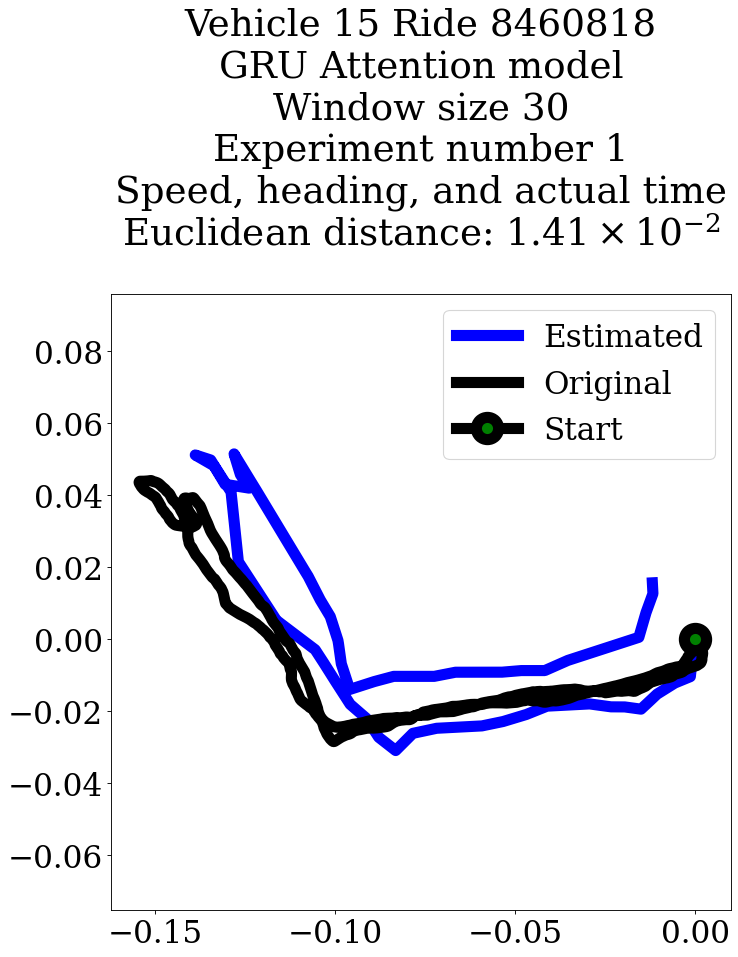 Vehicle 15 Ride 8460818
GRU Attention model
Window size 30
Experiment number 1
Speed, heading, and actual time
Euclidean distance: 1.41 × 10⁻²
Estimated
Original
Start
0.08
0.06
0.04
0.02
0.00
−0.02
−0.04
−0.06
−0.15
−0.10
−0.05
0.00